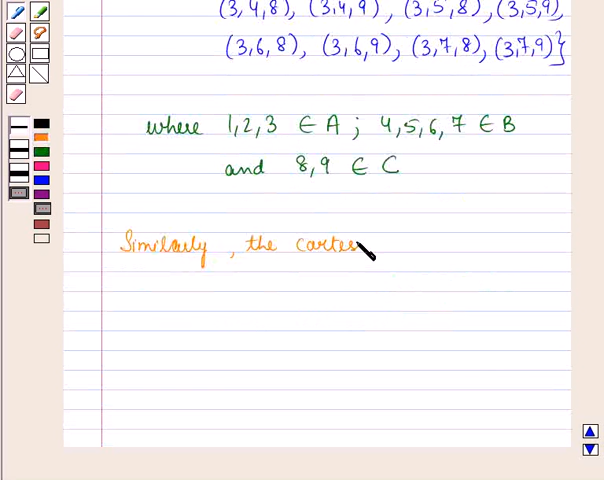 (3,4,8), (3,4,9), (3,5,8), (3,5,9),
(3,6,8), (3,6,9), (3,7,8), (3,7,9)}
where 1,2,3 ∈ A ; 4,5,6,7 ∈ B
and 8,9 ∈ C
Similarly, the cartes